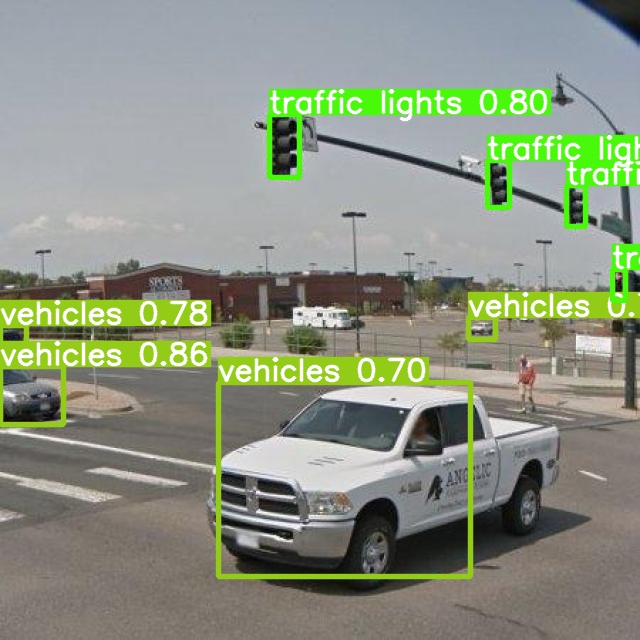 traffic lights 0.80
traffic ligh
traffi
tra
SPORTS
vehicles 0.78
vehicles 0.
vehicles 0.86
vehicles 0.70